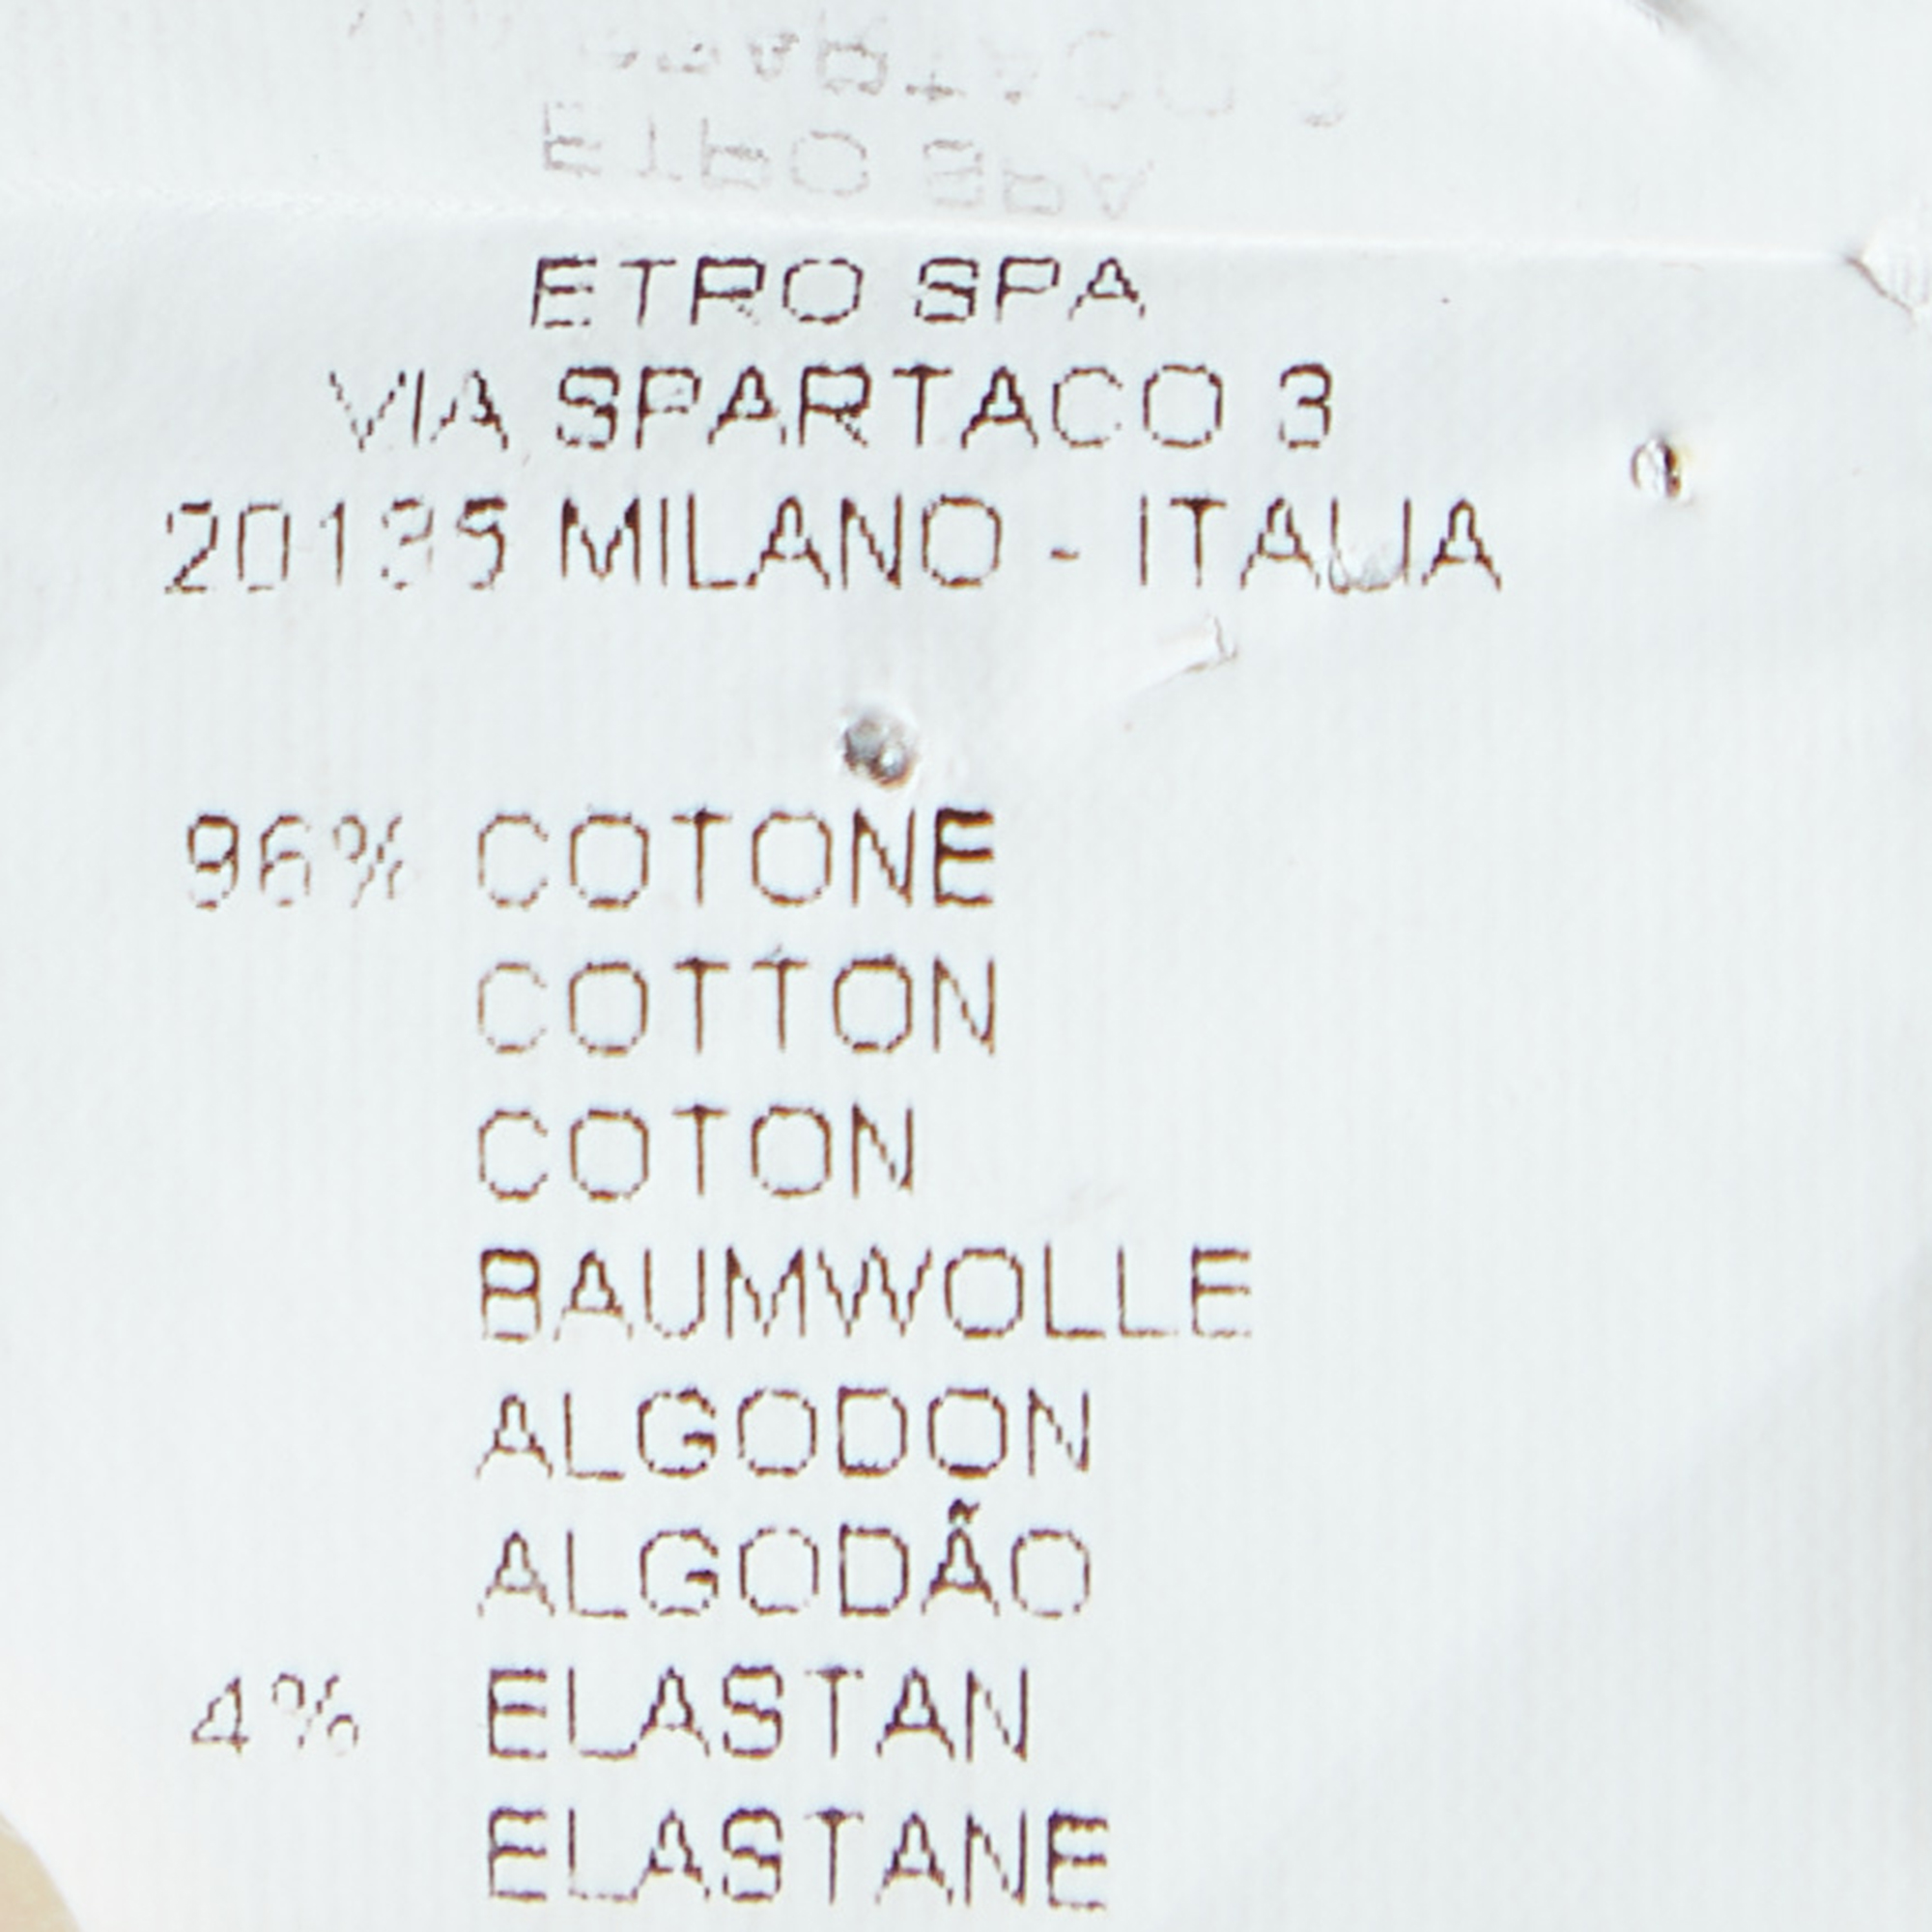 ETRO SPA
VIA SPARTACO 3
20135 MILANO - ITALIA
96% COTONE
COTTON
COTON
BAUMWOLLE
ALGODON
ALGODÃO
4% ELASTAN
ELASTANE